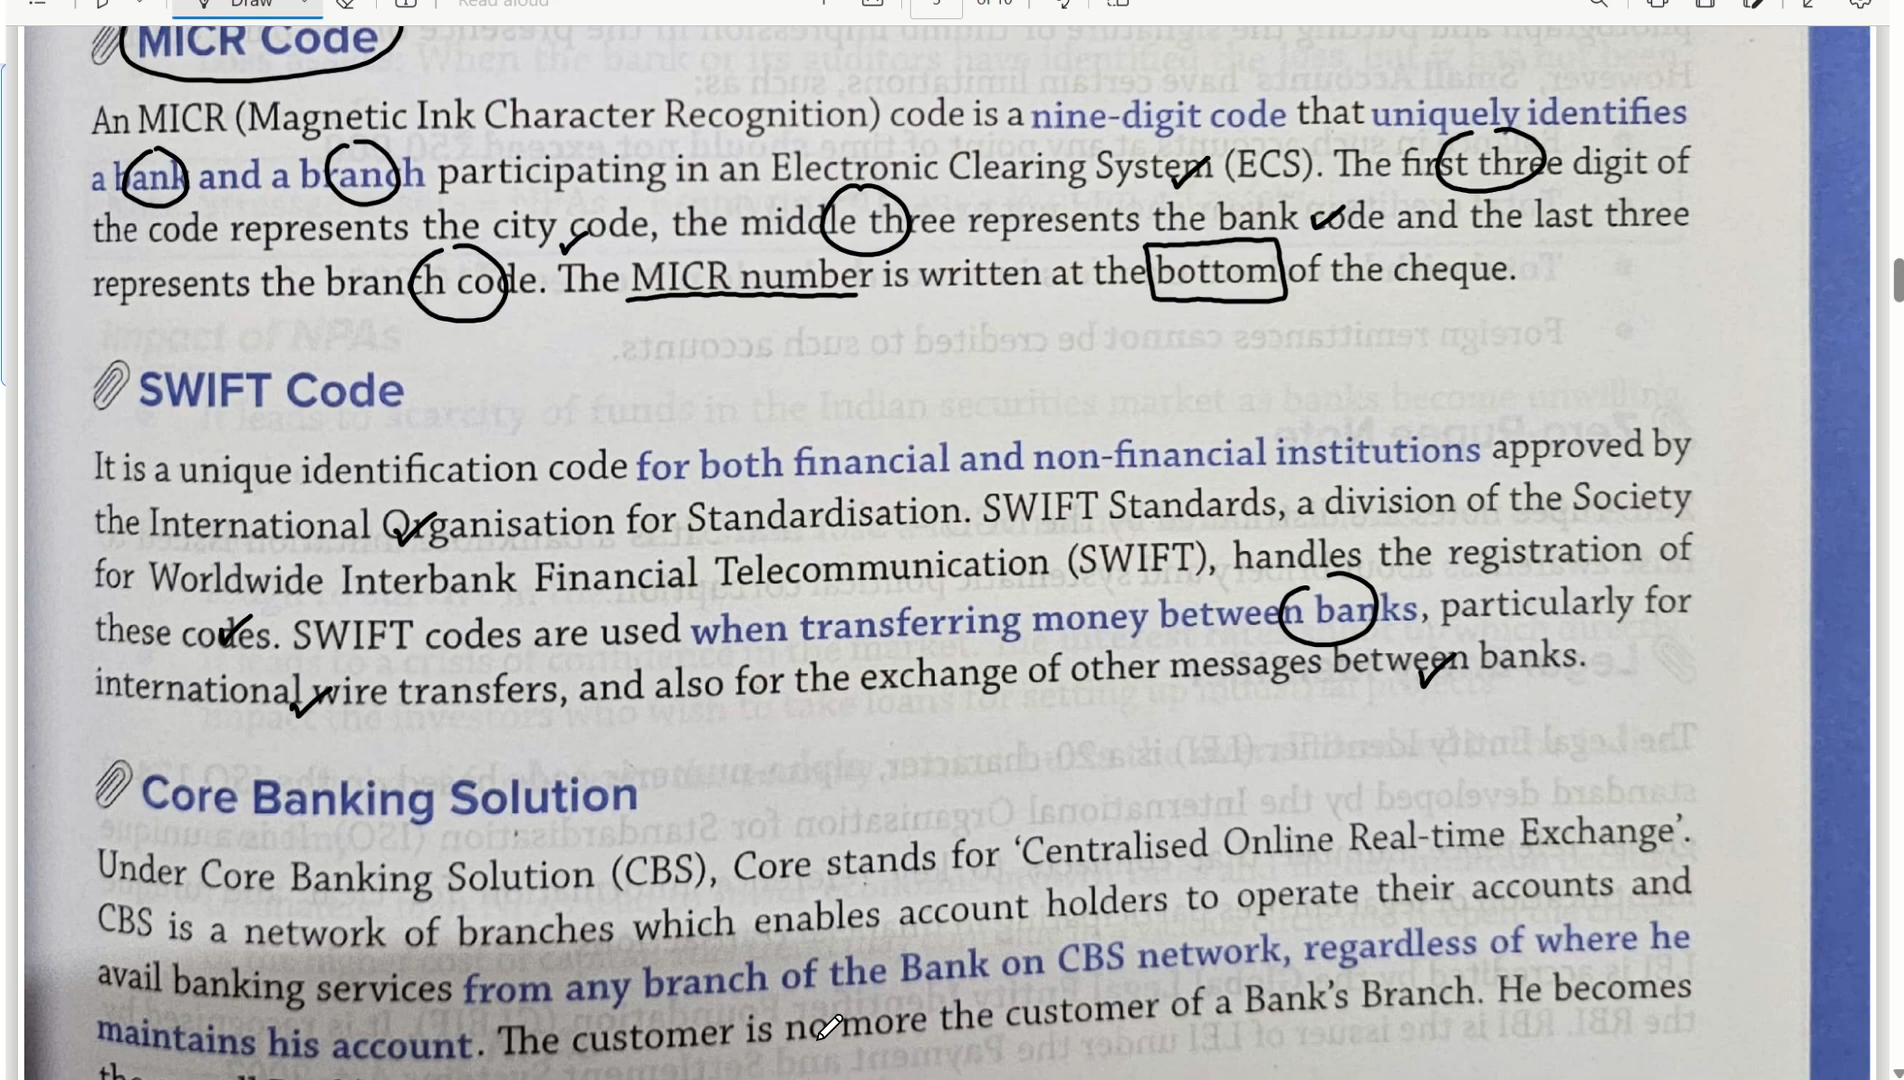 Draw
Read aloud
MICR Code
An MICR (Magnetic Ink Character Recognition) code is a nine-digit code that uniquely identifies
a bank and a branch participating in an Electronic Clearing System (ECS). The first three digit of
the code represents the city code, the middle three represents the bank code and the last three
represents the branch code. The MICR number is written at the bottom of the cheque.
SWIFT Code
It is a unique identification code for both financial and non-financial institutions approved by
the International Organisation for Standardisation. SWIFT Standards, a division of the Society
for Worldwide Interbank Financial Telecommunication (SWIFT), handles the registration of
these codes. SWIFT codes are used when transferring money between banks, particularly for
international wire transfers, and also for the exchange of other messages between banks.
Core Banking Solution
Under Core Banking Solution (CBS), Core stands for ‘Centralised Online Real-time Exchange’.
CBS is a network of branches which enables account holders to operate their accounts and
avail banking services from any branch of the Bank on CBS network, regardless of where he
maintains his account. The customer is no more the customer of a Bank’s Branch. He becomes